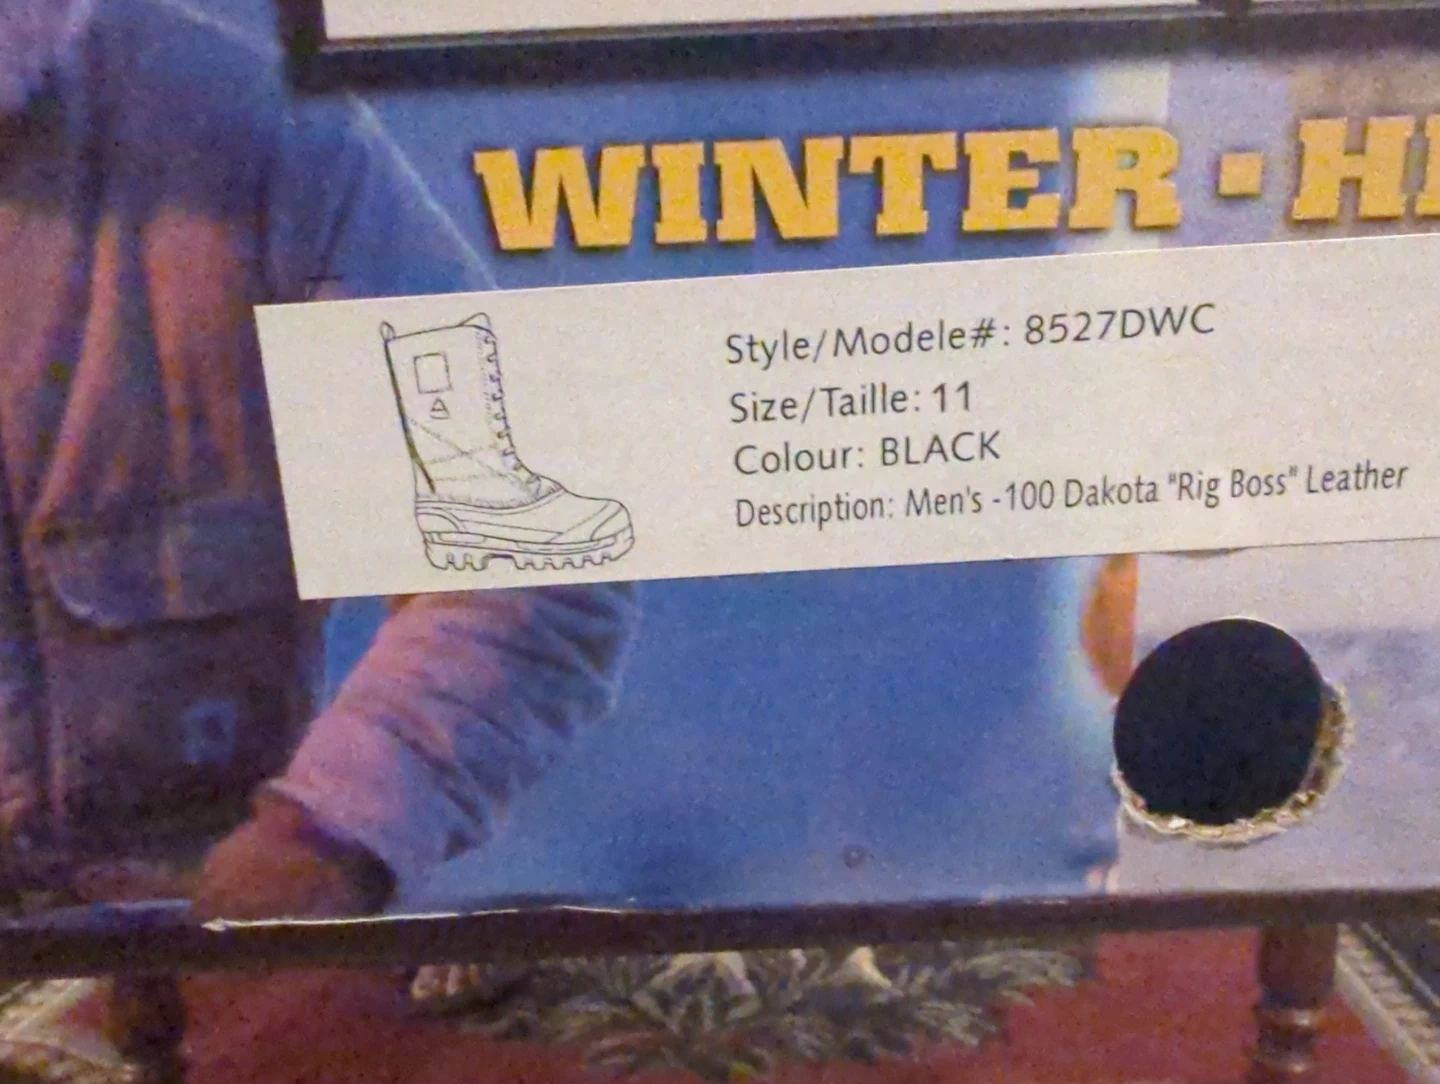 WINTER · H
Style/Modele#: 8527DWC
Size/Taille: 11
Colour: BLACK
Description: Men's -100 Dakota "Rig Boss" Leather